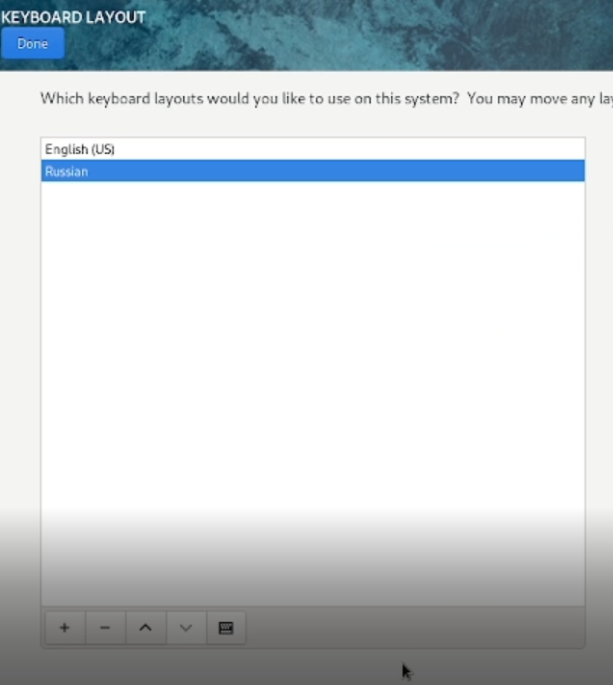 KEYBOARD LAYOUT
Done
Which keyboard layouts would you like to use on this system? You may move any
English (US)
Russian